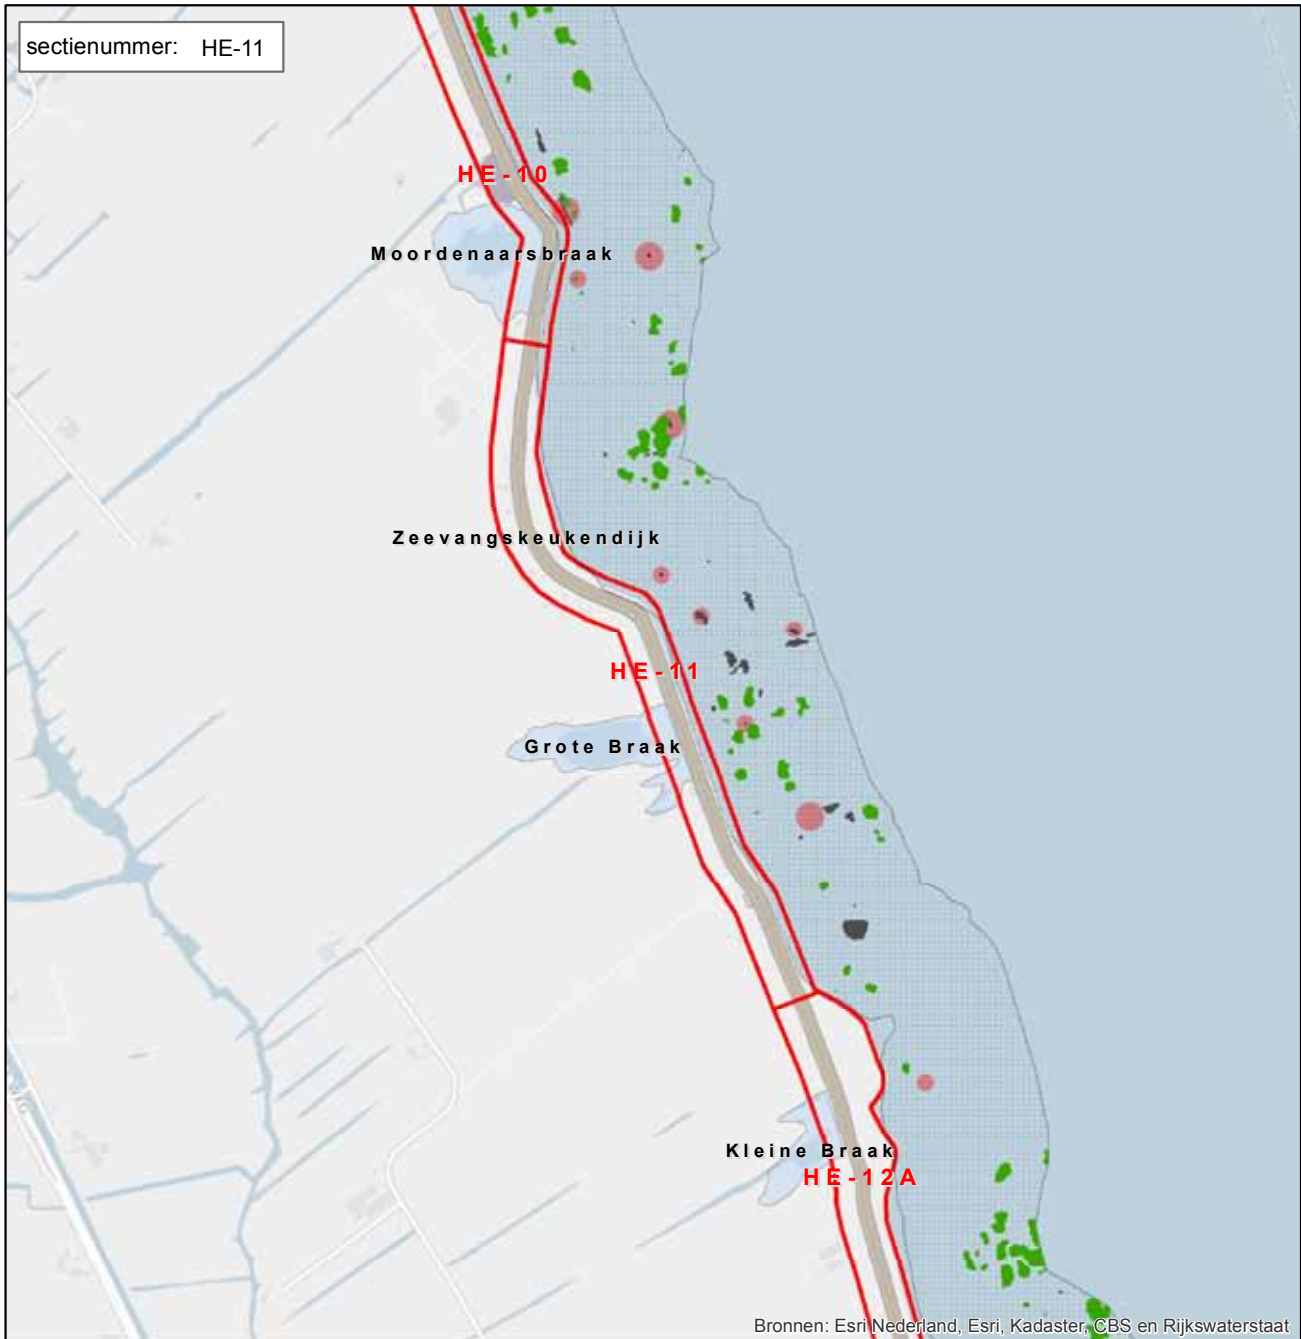 sectienummer: HE-11
HE-10
Moordenaarsbraak
Zeevangskeukendijk
HE-11
Grote Braak
Kleine Braak
HE-12A
Bronnen: Esri Nederland, Esri, Kadaster, CBS en Rijkswaterstaat